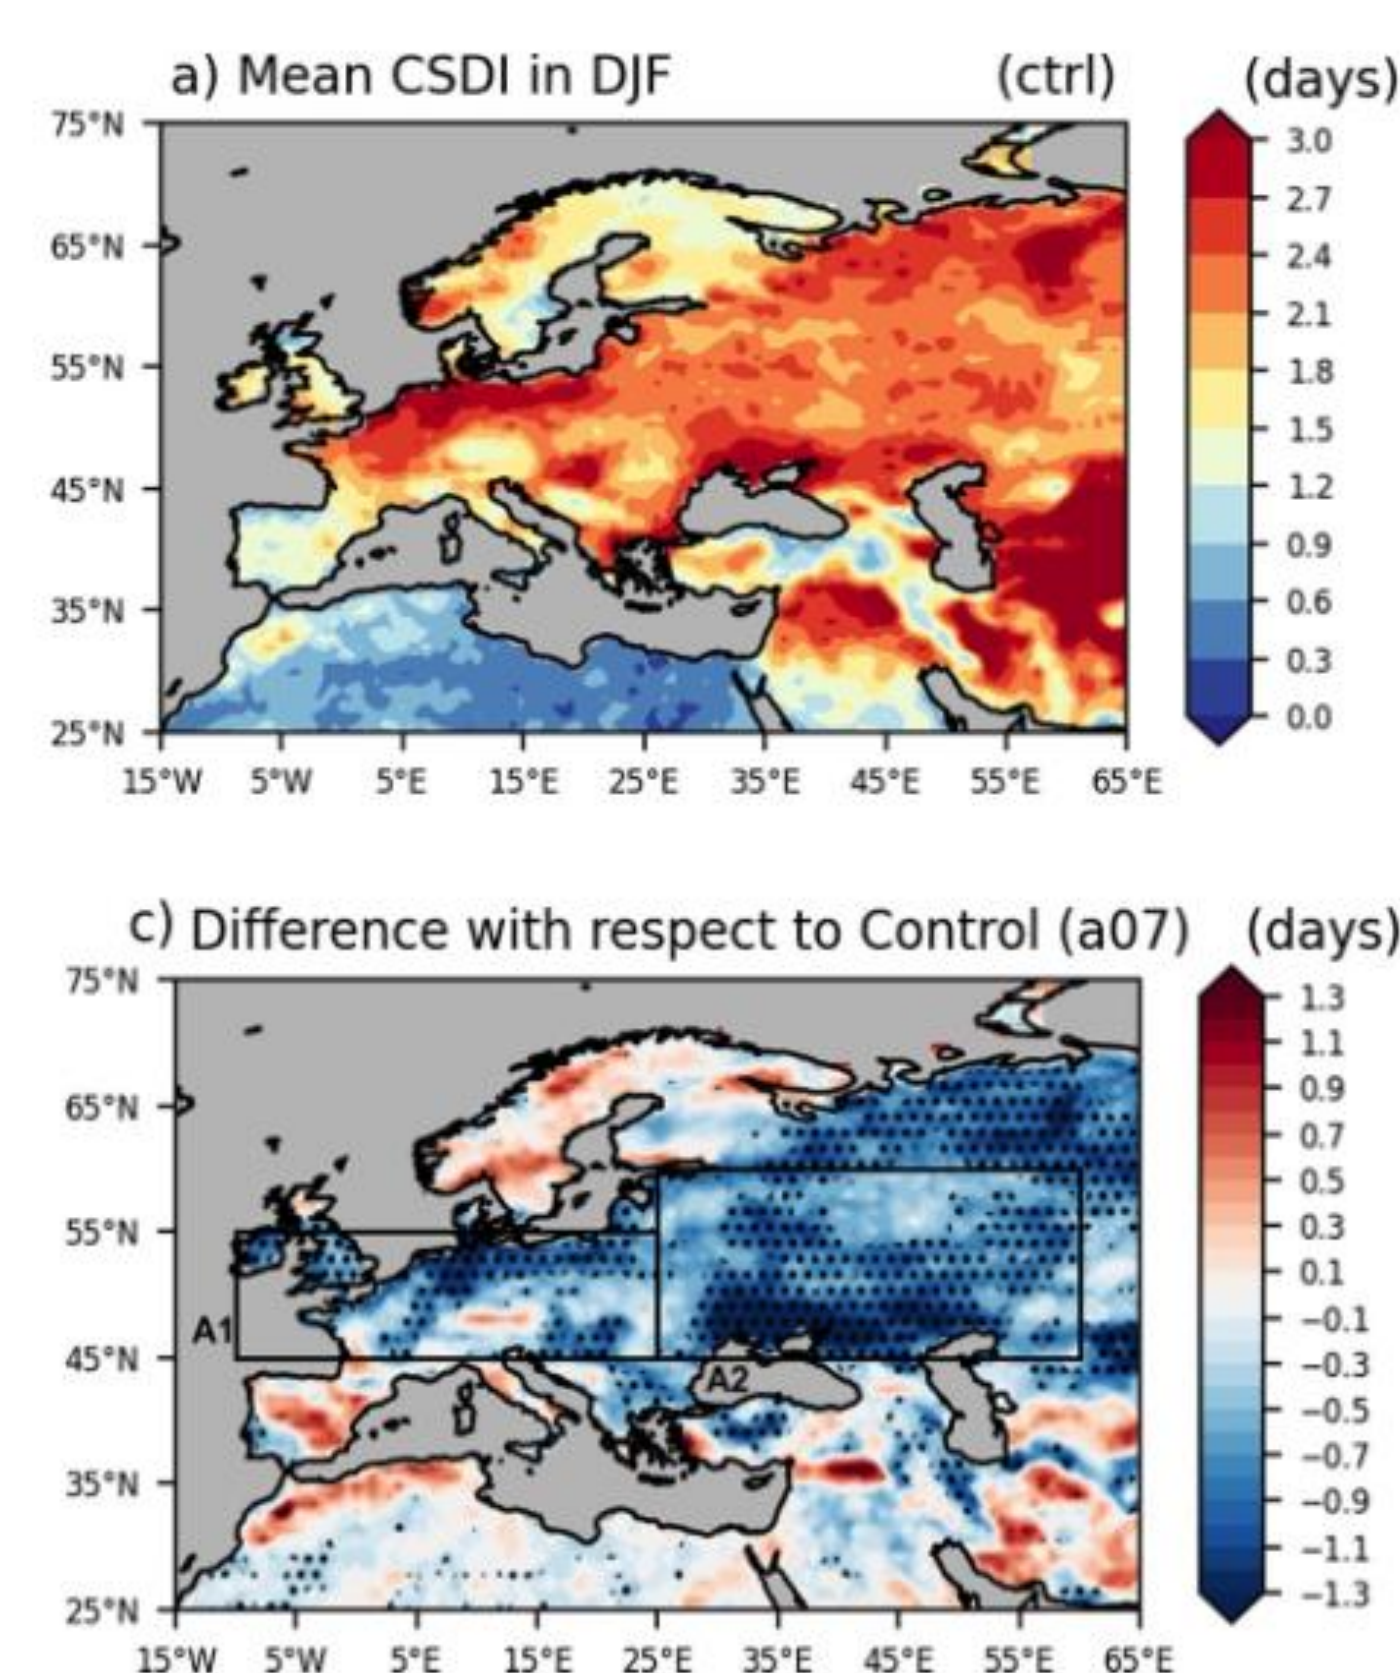 a) Mean CSDI in DJF (ctrl) (days)
75°N
65°N
55°N
45°N
35°N
25°N
15°W 5°W 5°E 15°E 25°E 35°E 45°E 55°E 65°E
3.0
2.7
2.4
2.1
1.8
1.5
1.2
0.9
0.6
0.3
0.0
c) Difference with respect to Control (a07) (days)
75°N
65°N
55°N
45°N
35°N
25°N
A1
A2
15°W 5°W 5°E 15°E 25°E 35°E 45°E 55°E 65°E
1.3
1.1
0.9
0.7
0.5
0.3
0.1
−0.1
−0.3
−0.5
−0.7
−0.9
−1.1
−1.3